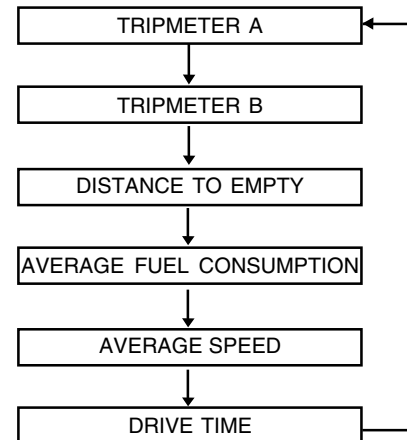 TRIPMETER A
TRIPMETER B
DISTANCE TO EMPTY
AVERAGE FUEL CONSUMPTION
AVERAGE SPEED
DRIVE TIME